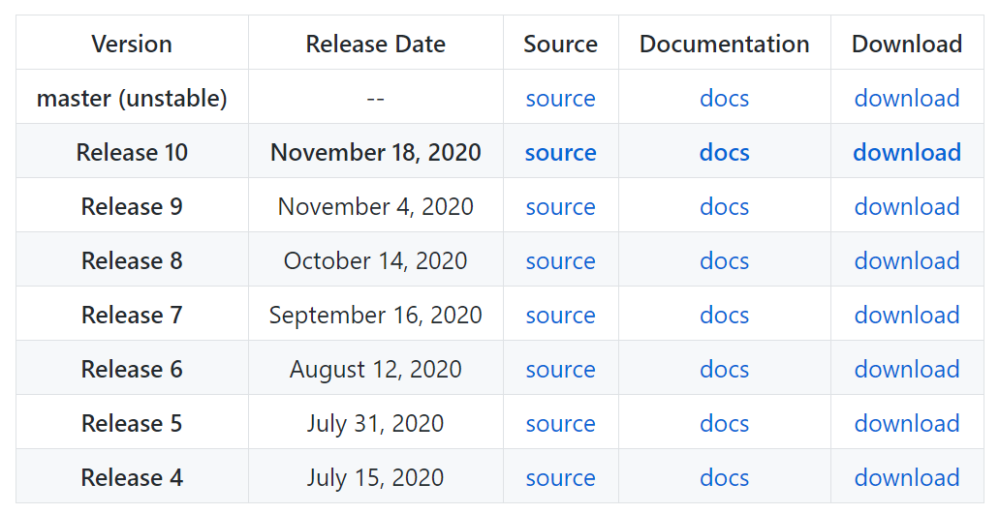 Version Release Date Source Documentation Download
master (unstable) -- source docs download
Release 10 November 18, 2020 source docs download
Release 9 November 4, 2020 source docs download
Release 8 October 14, 2020 source docs download
Release 7 September 16, 2020 source docs download
Release 6 August 12, 2020 source docs download
Release 5 July 31, 2020 source docs download
Release 4 July 15, 2020 source docs download